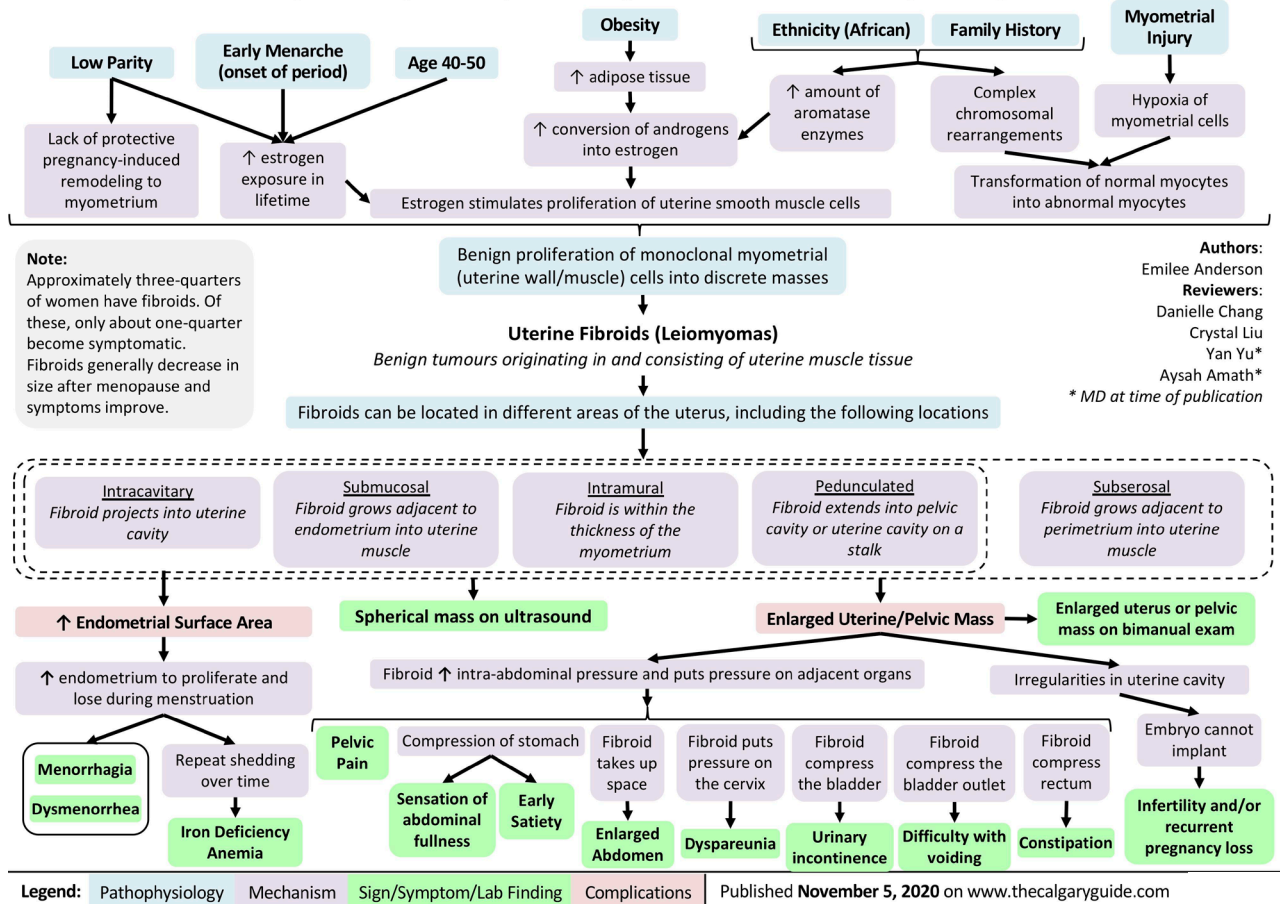 Low Parity
Early Menarche
(onset of period)
Age 40-50
Obesity
Ethnicity (African)
Family History
Myometrial
Injury
Lack of protective
pregnancy-induced
remodeling to
myometrium
↑ estrogen
exposure in
lifetime
↑ adipose tissue
↑ conversion of androgens
into estrogen
↑ amount of
aromatase
enzymes
Complex
chromosomal
rearrangements
Hypoxia of
myometrial cells
Estrogen stimulates proliferation of uterine smooth muscle cells
Transformation of normal myocytes
into abnormal myocytes
Note:
Approximately three-quarters
of women have fibroids. Of
these, only about one-quarter
become symptomatic.
Fibroids generally decrease in
size after menopause and
symptoms improve.
Benign proliferation of monoclonal myometrial
(uterine wall/muscle) cells into discrete masses
Uterine Fibroids (Leiomyomas)
Benign tumours originating in and consisting of uterine muscle tissue
Fibroids can be located in different areas of the uterus, including the following locations
Authors:
Emilee Anderson
Reviewers:
Danielle Chang
Crystal Liu
Yan Yu*
Aysah Amath*
* MD at time of publication
Intracavitary
Fibroid projects into uterine
cavity
Submucosal
Fibroid grows adjacent to
endometrium into uterine
muscle
Intramural
Fibroid is within the
thickness of the
myometrium
Pedunculated
Fibroid extends into pelvic
cavity or uterine cavity on a
stalk
Subserosal
Fibroid grows adjacent to
perimetrium into uterine
muscle
↑ Endometrial Surface Area
Spherical mass on ultrasound
Enlarged Uterine/Pelvic Mass
Enlarged uterus or pelvic
mass on bimanual exam
↑ endometrium to proliferate and
lose during menstruation
Fibroid ↑ intra-abdominal pressure and puts pressure on adjacent organs
Irregularities in uterine cavity
Menorrhagia
Dysmenorrhea
Repeat shedding
over time
Iron Deficiency
Anemia
Pelvic
Pain
Compression of stomach
Sensation of
abdominal
fullness
Early
Satiety
Fibroid
takes up
space
Enlarged
Abdomen
Fibroid puts
pressure on
the cervix
Dyspareunia
Fibroid
compress
the bladder
Urinary
incontinence
Fibroid
compress the
bladder outlet
Difficulty with
voiding
Fibroid
compress
rectum
Constipation
Embryo cannot
implant
Infertility and/or
recurrent
pregnancy loss
Legend: Pathophysiology Mechanism Sign/Symptom/Lab Finding Complications Published November 5, 2020 on www.thecalgaryguide.com